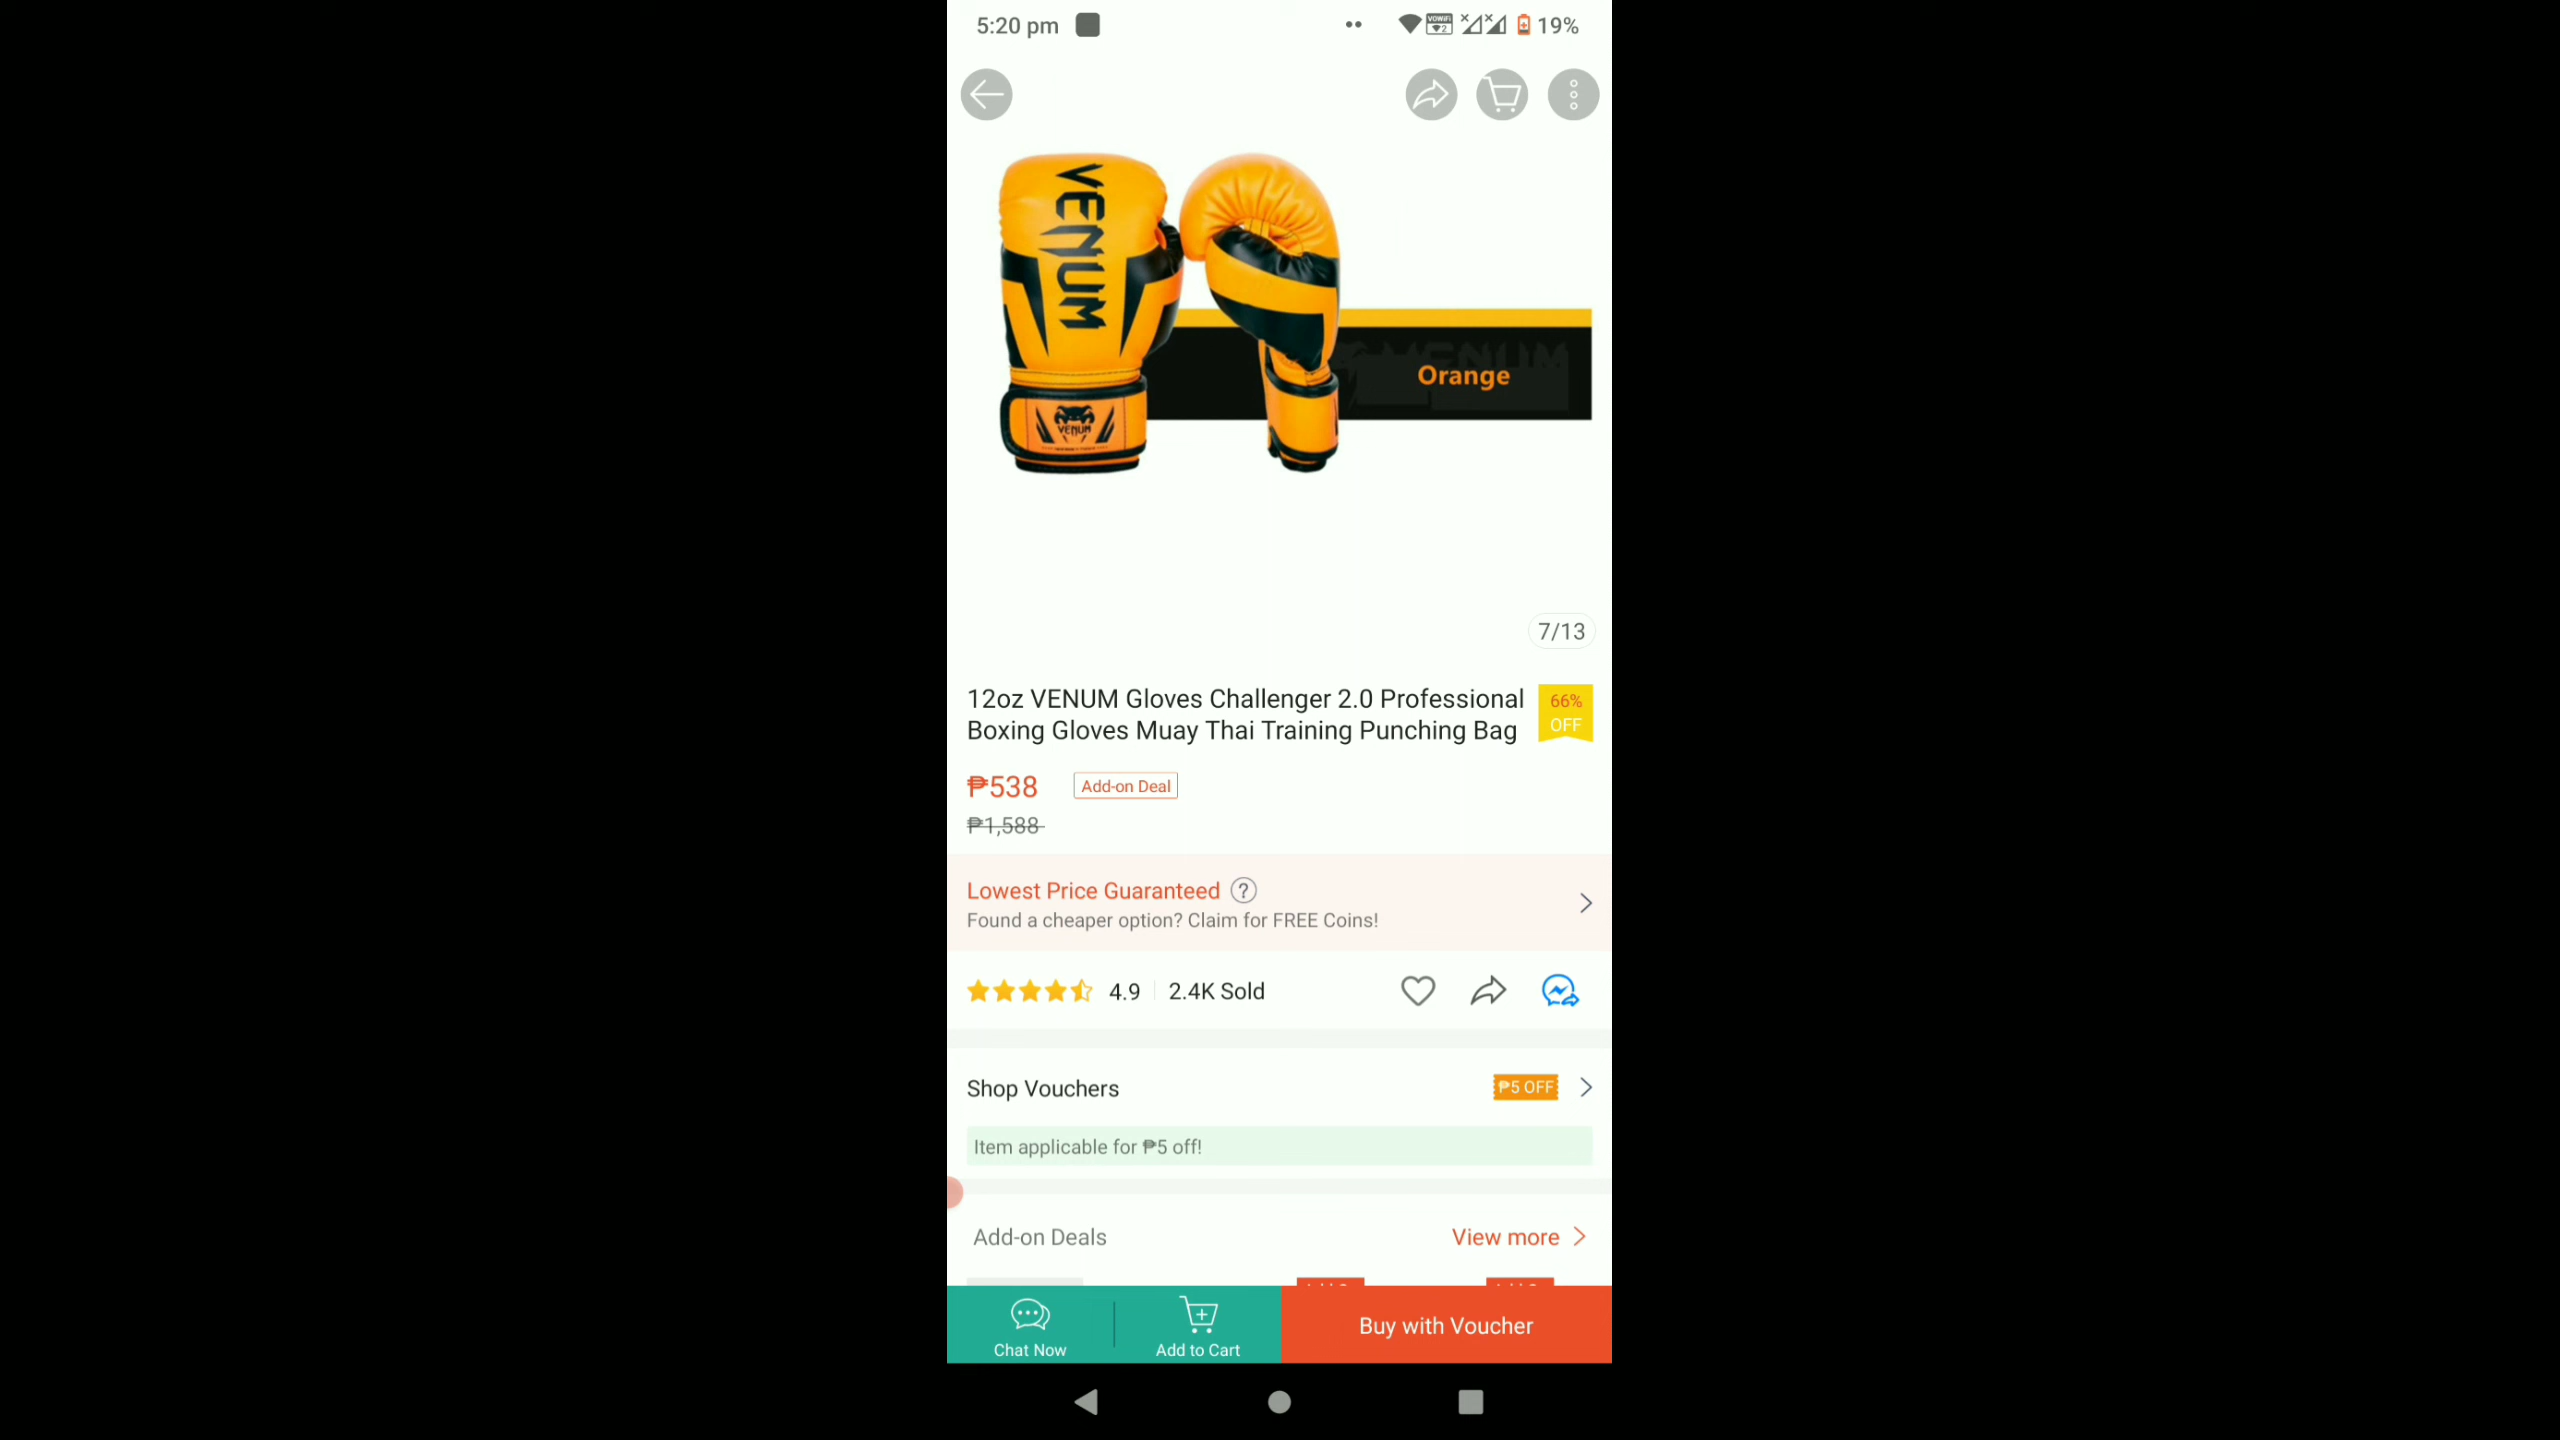 5:20 pm
VOWIFI
2
19%
VENUM
VENUM
Orange
7/13
12oz VENUM Gloves Challenger 2.0 Professional
Boxing Gloves Muay Thai Training Punching Bag
66%
OFF
₱538
Add-on Deal
₱1,588
Lowest Price Guaranteed ?
Found a cheaper option? Claim for FREE Coins!
4.9
2.4K Sold
Shop Vouchers
₱5 OFF
Item applicable for ₱5 off!
Add-on Deals
View more
Chat Now
Add to Cart
Buy with Voucher